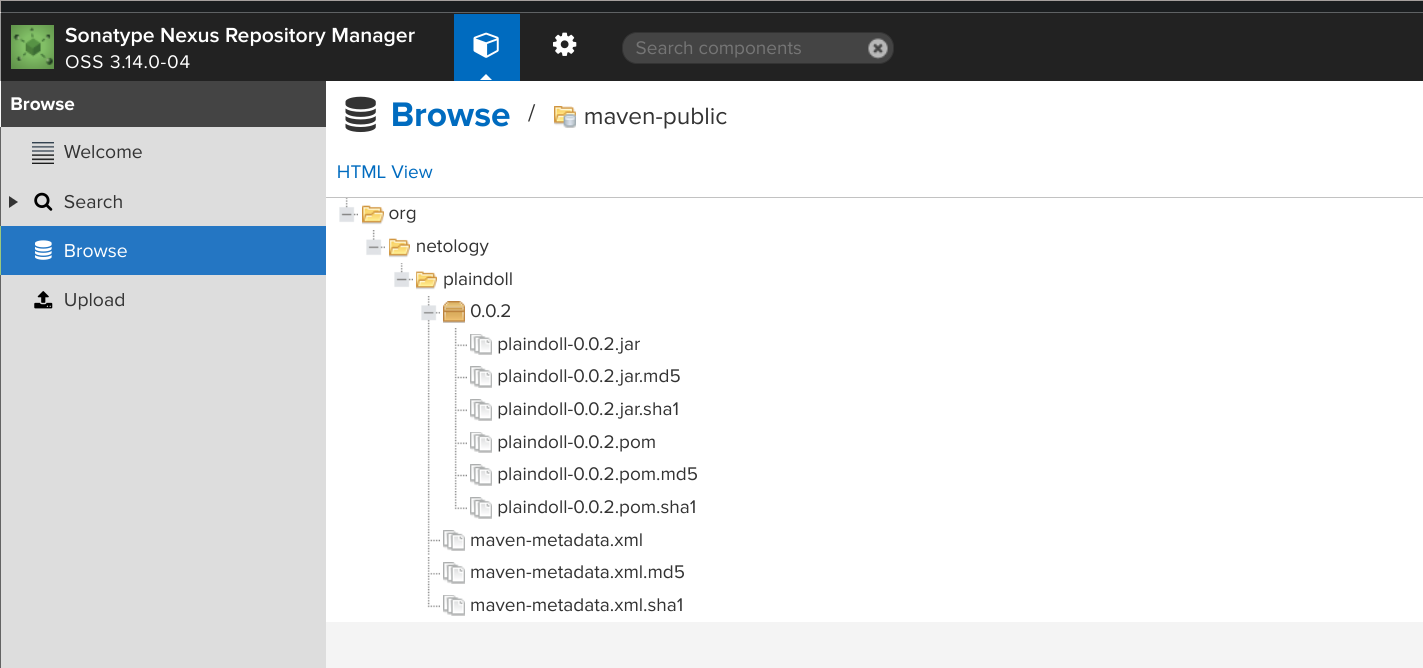 Sonatype Nexus Repository Manager
OSS 3.14.0-04
Search components
Browse
Welcome
Search
Browse
Upload
Browse / maven-public
HTML View
org
netology
plaindoll
0.0.2
plaindoll-0.0.2.jar
plaindoll-0.0.2.jar.md5
plaindoll-0.0.2.jar.sha1
plaindoll-0.0.2.pom
plaindoll-0.0.2.pom.md5
plaindoll-0.0.2.pom.sha1
maven-metadata.xml
maven-metadata.xml.md5
maven-metadata.xml.sha1